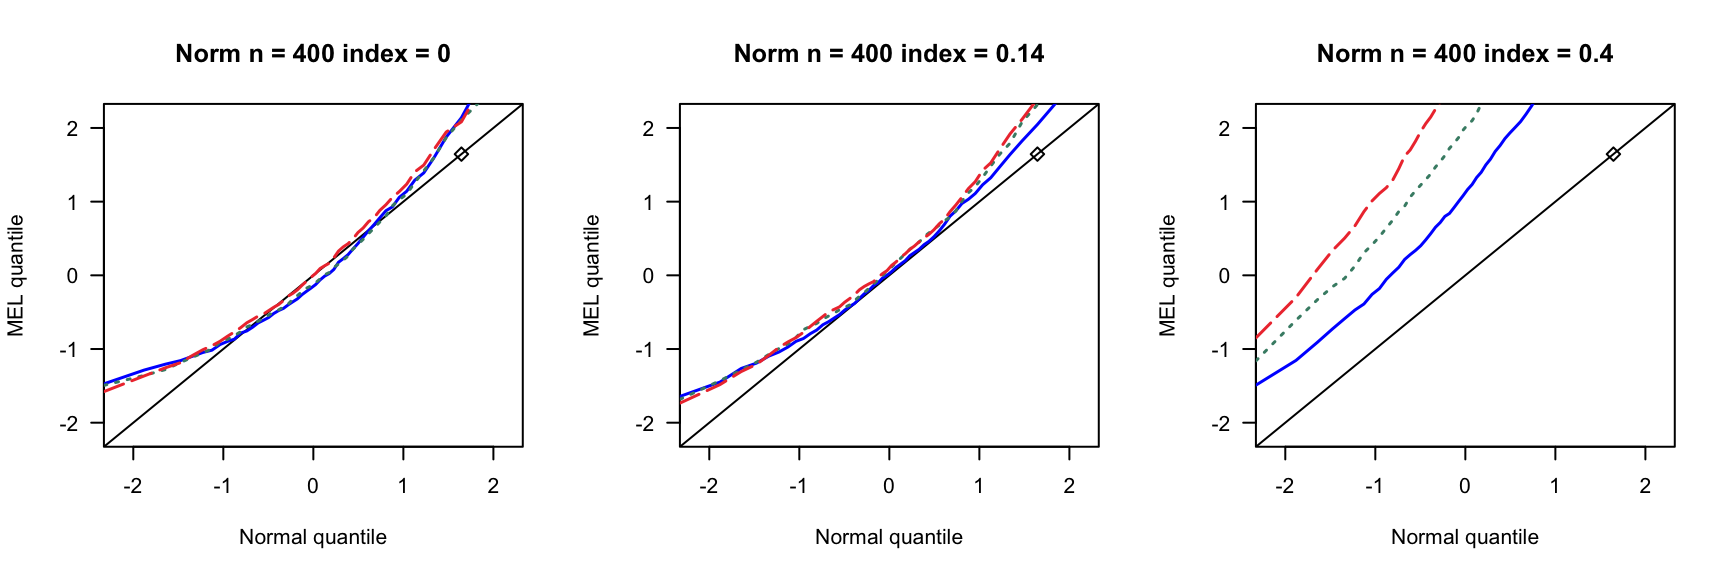 Norm n = 400 index = 0
MEL quantile
2
1
0
-1
-2
-2 -1 0 1 2
Normal quantile
Norm n = 400 index = 0.14
MEL quantile
2
1
0
-1
-2
-2 -1 0 1 2
Normal quantile
Norm n = 400 index = 0.4
MEL quantile
2
1
0
-1
-2
-2 -1 0 1 2
Normal quantile